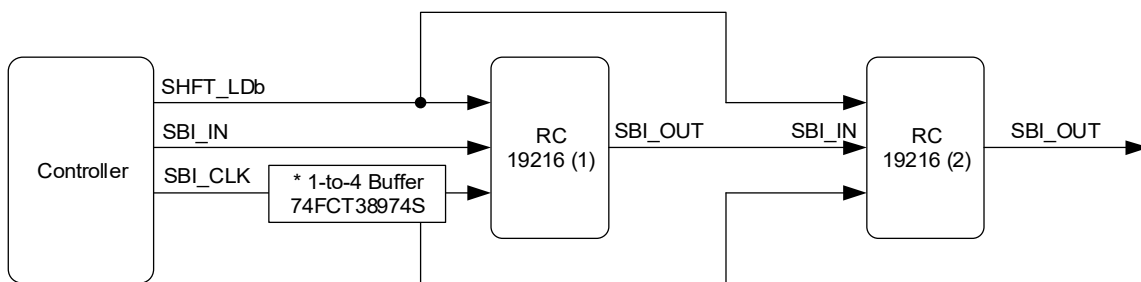 SHFT_LDb
SBI_IN
SBI_CLK
Controller
* 1-to-4 Buffer
74FCT38974S
RC
19216 (1)
SBI_OUT
SBI_IN
RC
19216 (2)
SBI_OUT